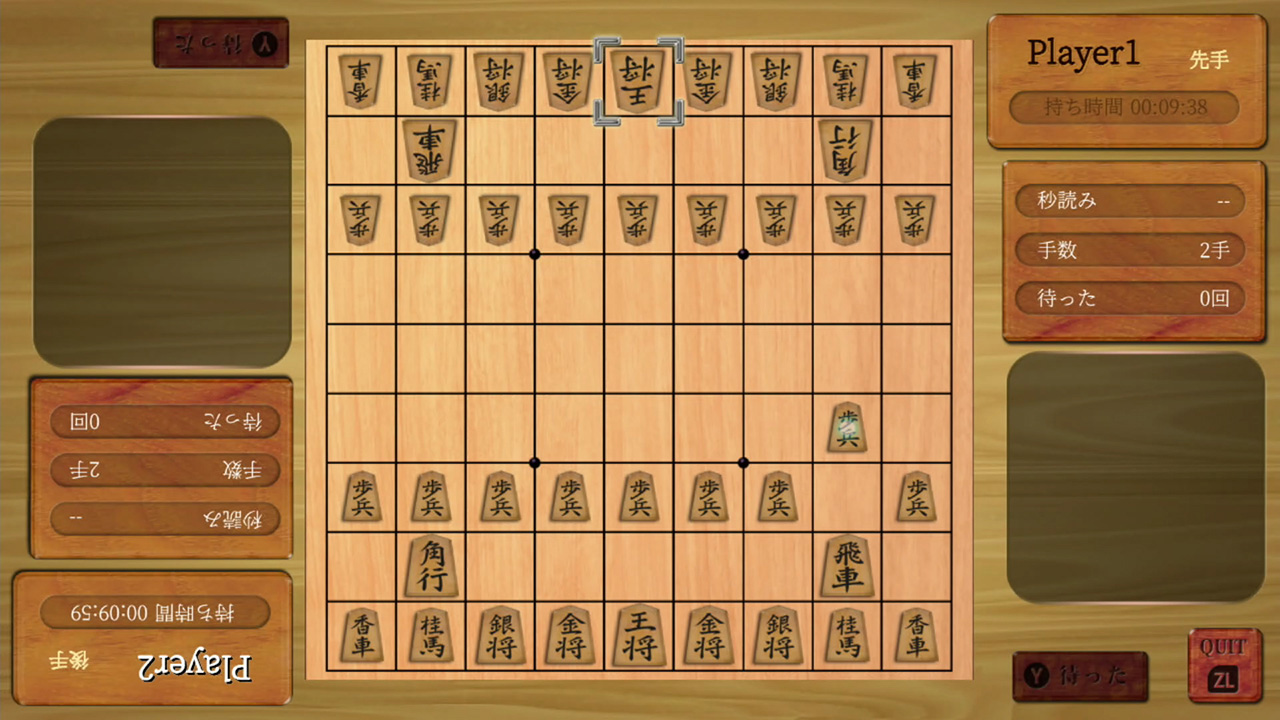 Y 待った
Player1 先手
持ち時間 00:09:38
秒読み --
手数 2手
待った 0回
香車 桂馬 銀将 金将 王将 金将 銀将 桂馬 香車
飛車 角行
歩兵 歩兵 歩兵 歩兵 歩兵 歩兵 歩兵 歩兵 歩兵
歩兵
歩兵 歩兵 歩兵 歩兵 歩兵 歩兵 歩兵 歩兵
角行 飛車
香車 桂馬 銀将 金将 王将 金将 銀将 桂馬 香車
Player2 後手
持ち時間 00:09:59
秒読み --
手数 2手
待った 0回
Y 待った
QUIT
ZL